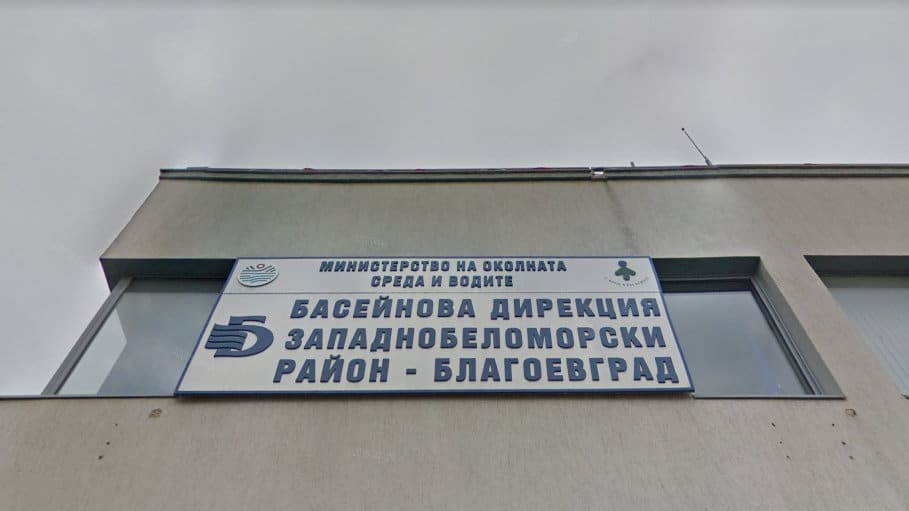 МИНИСТЕРСТВО НА ОКОЛНАТА
СРЕДА И ВОДИТЕ
БАСЕЙНОВА ДИРЕКЦИЯ
ЗАПАДНОБЕЛОМОРСКИ
РАЙОН - БЛАГОЕВГРАД